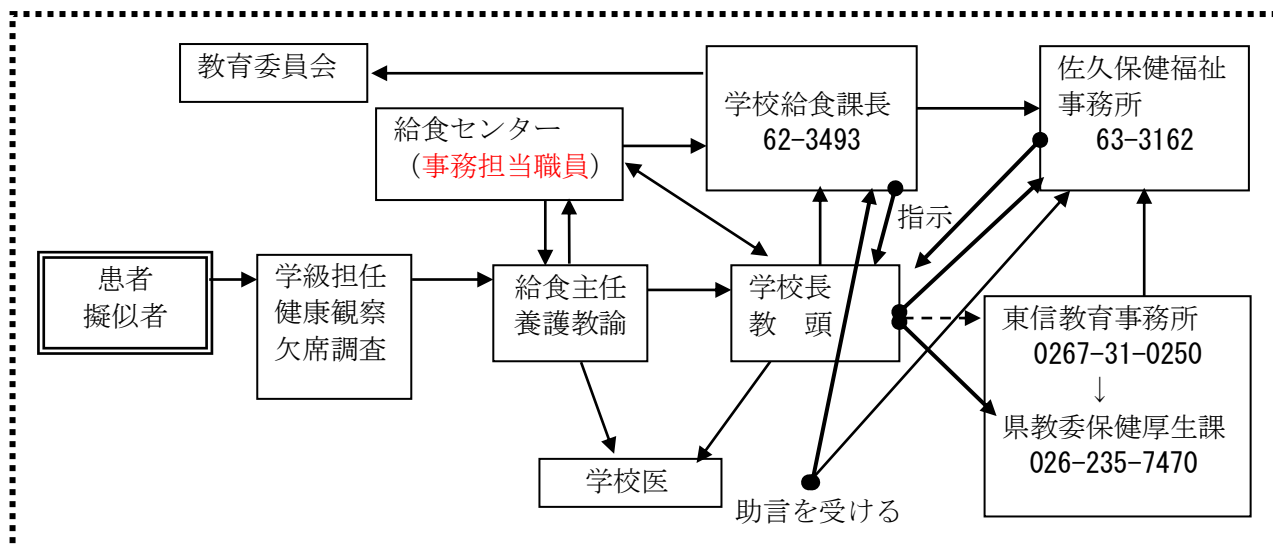 教育委員会
学校給食課長
62-3493
佐久保健福祉
事務所
63-3162
給食センター
（事務担当職員）
指示
患者
擬似者
学級担任
健康観察
欠席調査
給食主任
養護教諭
学校長
教　頭
東信教育事務所
0267-31-0250
↓
県教委保健厚生課
026-235-7470
学校医
助言を受ける